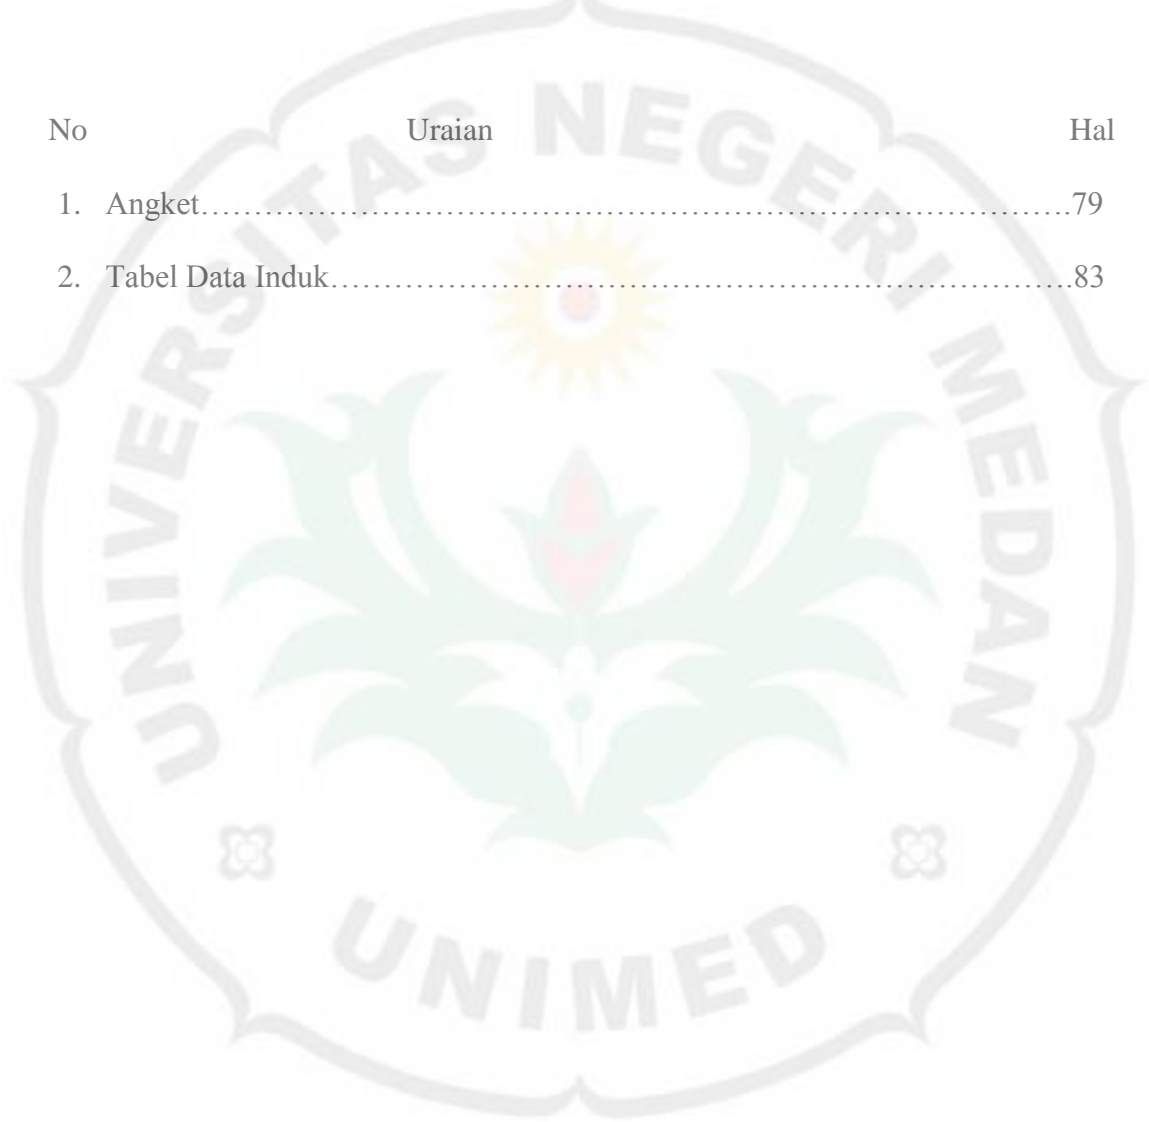 No Uraian Hal
1. Angket……………………………………………………………………….79
2. Tabel Data Induk…………………………………………………………….83
UNIVERSITAS NEGERI MEDAN
UNIMED